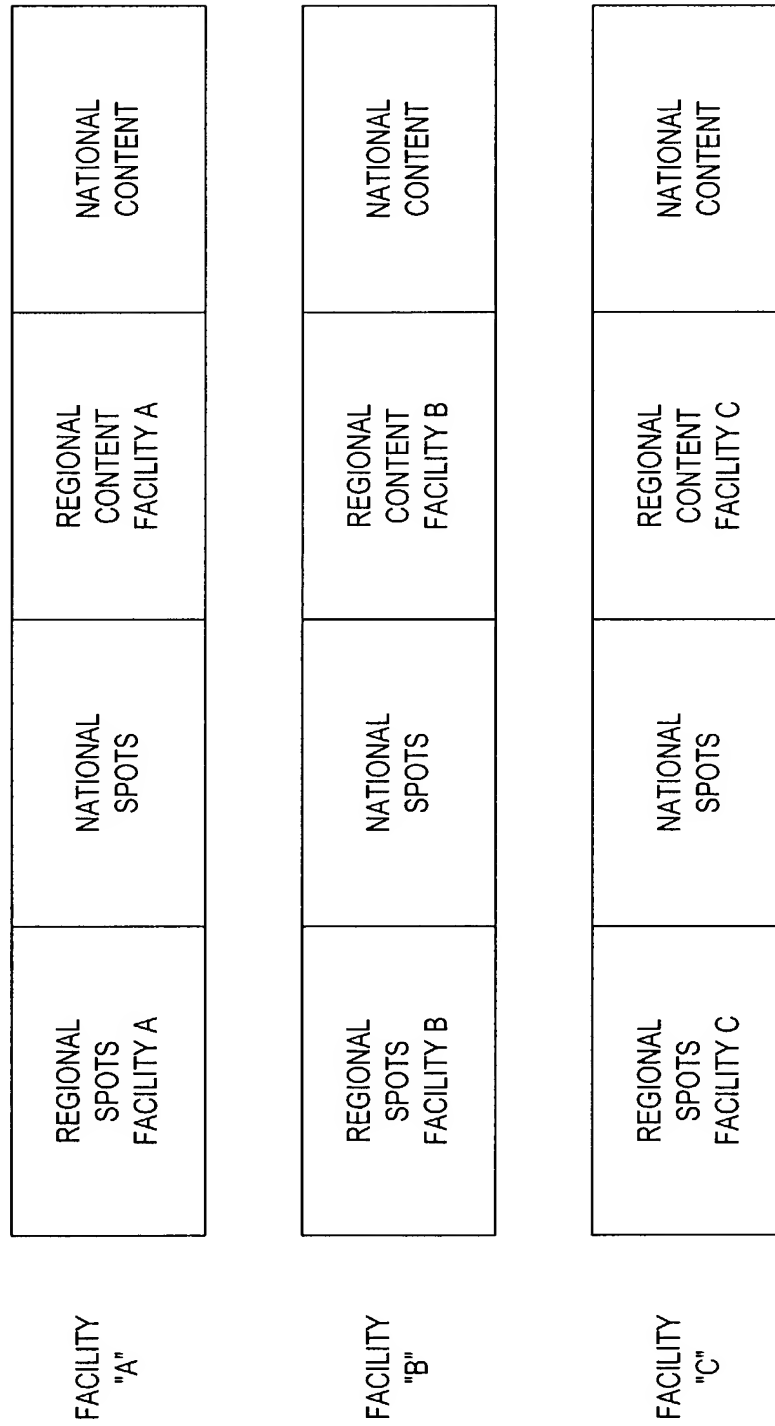 FACILITY
"A"
REGIONAL
SPOTS
FACILITY A
NATIONAL
SPOTS
REGIONAL
CONTENT
FACILITY A
NATIONAL
CONTENT
FACILITY
"B"
REGIONAL
SPOTS
FACILITY B
NATIONAL
SPOTS
REGIONAL
CONTENT
FACILITY B
NATIONAL
CONTENT
FACILITY
"C"
REGIONAL
SPOTS
FACILITY C
NATIONAL
SPOTS
REGIONAL
CONTENT
FACILITY C
NATIONAL
CONTENT